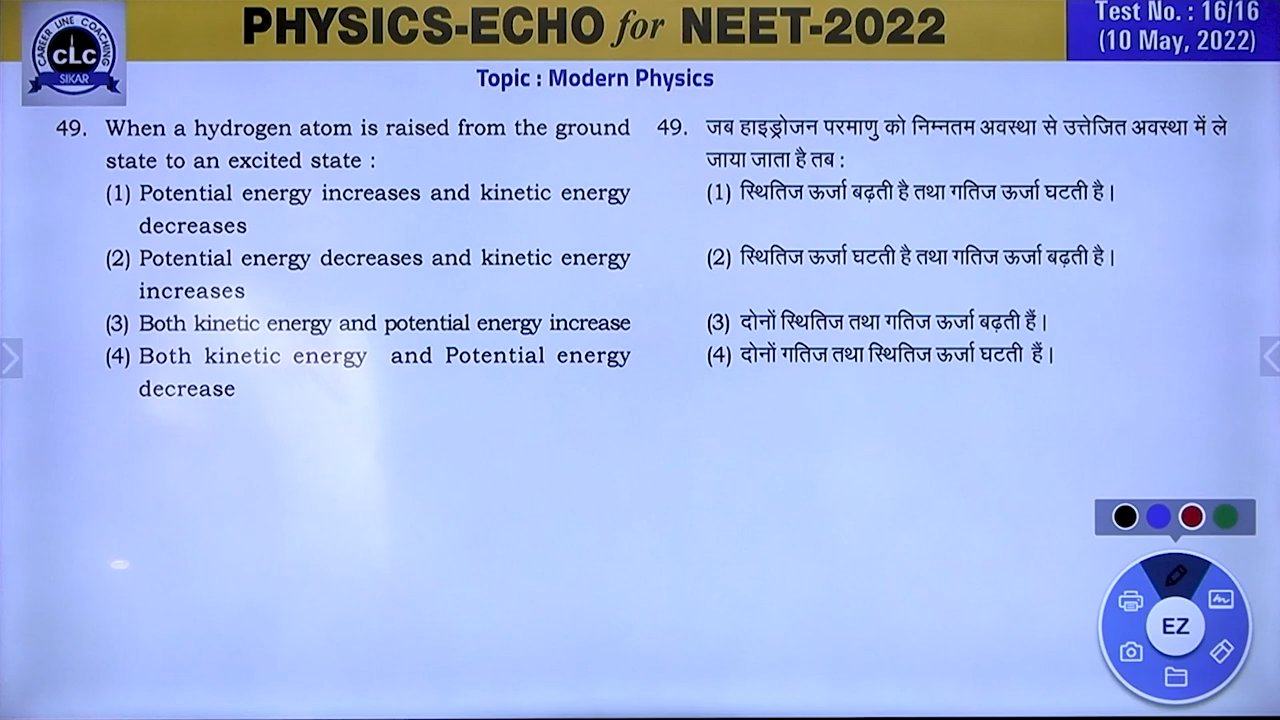 PHYSICS-ECHO for NEET-2022
Test No. : 16/16
(10 May, 2022)
CAREER LINE COACHING
CLC
SIKAR
Topic : Modern Physics
49. When a hydrogen atom is raised from the ground
state to an excited state :
(1) Potential energy increases and kinetic energy
decreases
(2) Potential energy decreases and kinetic energy
increases
(3) Both kinetic energy and potential energy increase
(4) Both kinetic energy and Potential energy
decrease
49. जब हाइड्रोजन परमाणु को निम्नतम अवस्था से उत्तेजित अवस्था में ले
जाया जाता है तब :
(1) स्थितिज ऊर्जा बढ़ती है तथा गतिज ऊर्जा घटती है।
(2) स्थितिज ऊर्जा घटती है तथा गतिज ऊर्जा बढ़ती है।
(3) दोनों स्थितिज तथा गतिज ऊर्जा बढ़ती हैं।
(4) दोनों गतिज तथा स्थितिज ऊर्जा घटती हैं।
EZ